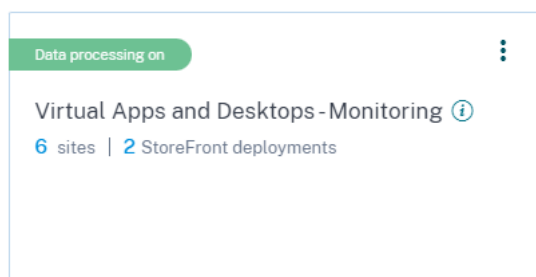 Data processing on
Virtual Apps and Desktops - Monitoring
6 sites | 2 StoreFront deployments